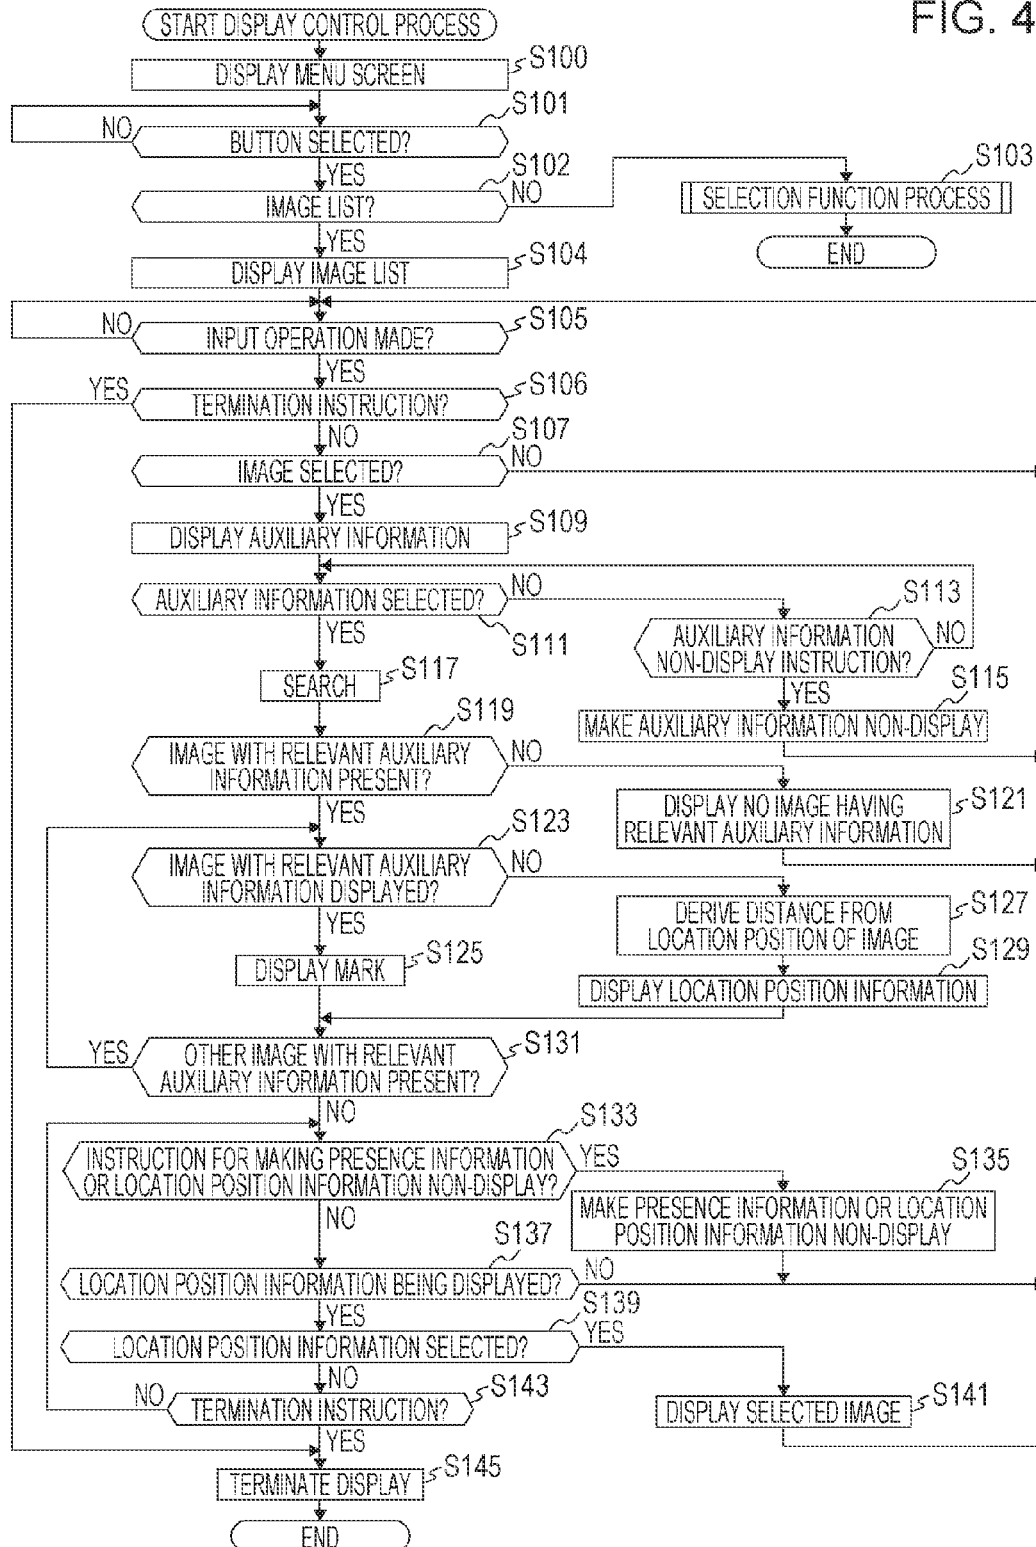 FIG. 4
START DISPLAY CONTROL PROCESS
DISPLAY MENU SCREEN
S100
S101
NO
BUTTON SELECTED?
YES
S102
IMAGE LIST?
NO
S103
SELECTION FUNCTION PROCESS
END
YES
DISPLAY IMAGE LIST
S104
NO
INPUT OPERATION MADE?
S105
YES
YES
TERMINATION INSTRUCTION?
S106
NO
S107
IMAGE SELECTED?
NO
YES
DISPLAY AUXILIARY INFORMATION
S109
AUXILIARY INFORMATION SELECTED?
NO
S111
YES
S113
AUXILIARY INFORMATION
NON-DISPLAY INSTRUCTION?
NO
YES
S115
MAKE AUXILIARY INFORMATION NON-DISPLAY
SEARCH
S117
S119
IMAGE WITH RELEVANT AUXILIARY
INFORMATION PRESENT?
NO
YES
DISPLAY NO IMAGE HAVING
RELEVANT AUXILIARY INFORMATION
S121
S123
IMAGE WITH RELEVANT AUXILIARY
INFORMATION DISPLAYED?
NO
YES
DERIVE DISTANCE FROM
LOCATION POSITION OF IMAGE
S127
DISPLAY MARK
S125
S129
DISPLAY LOCATION POSITION INFORMATION
YES
OTHER IMAGE WITH RELEVANT
AUXILIARY INFORMATION PRESENT?
S131
NO
S133
INSTRUCTION FOR MAKING PRESENCE INFORMATION
OR LOCATION POSITION INFORMATION NON-DISPLAY?
YES
NO
S135
MAKE PRESENCE INFORMATION OR LOCATION
POSITION INFORMATION NON-DISPLAY
S137
LOCATION POSITION INFORMATION BEING DISPLAYED?
NO
YES
S139
LOCATION POSITION INFORMATION SELECTED?
YES
NO
NO
TERMINATION INSTRUCTION?
S143
YES
DISPLAY SELECTED IMAGE
S141
TERMINATE DISPLAY
S145
END